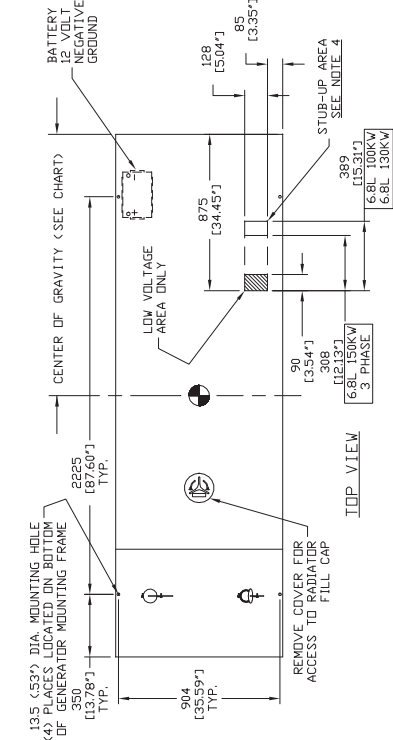 13.5 (.53") DIA. MOUNTING HOLE
(4) PLACES LOCATED ON BOTTOM
OF GENERATOR MOUNTING FRAME
350
[13.78"]
TYP.
2225
[87.60"]
TYP.
CENTER OF GRAVITY (SEE CHART)
BATTERY
12 VOLT
NEGATIVE
GROUND
+
-
904
[35.59"]
TYP.
LOW VOLTAGE
AREA ONLY
875
[34.45"]
128
[5.04"]
85
[3.35"]
STUB-UP AREA
SEE NOTE 4
REMOVE COVER FOR
ACCESS TO RADIATOR
FILL CAP
90
[3.54"]
308
[12.13"]
6.8L 150KW
3 PHASE
389
[15.31"]
6.8L 100KW
6.8L 130KW
TOP VIEW